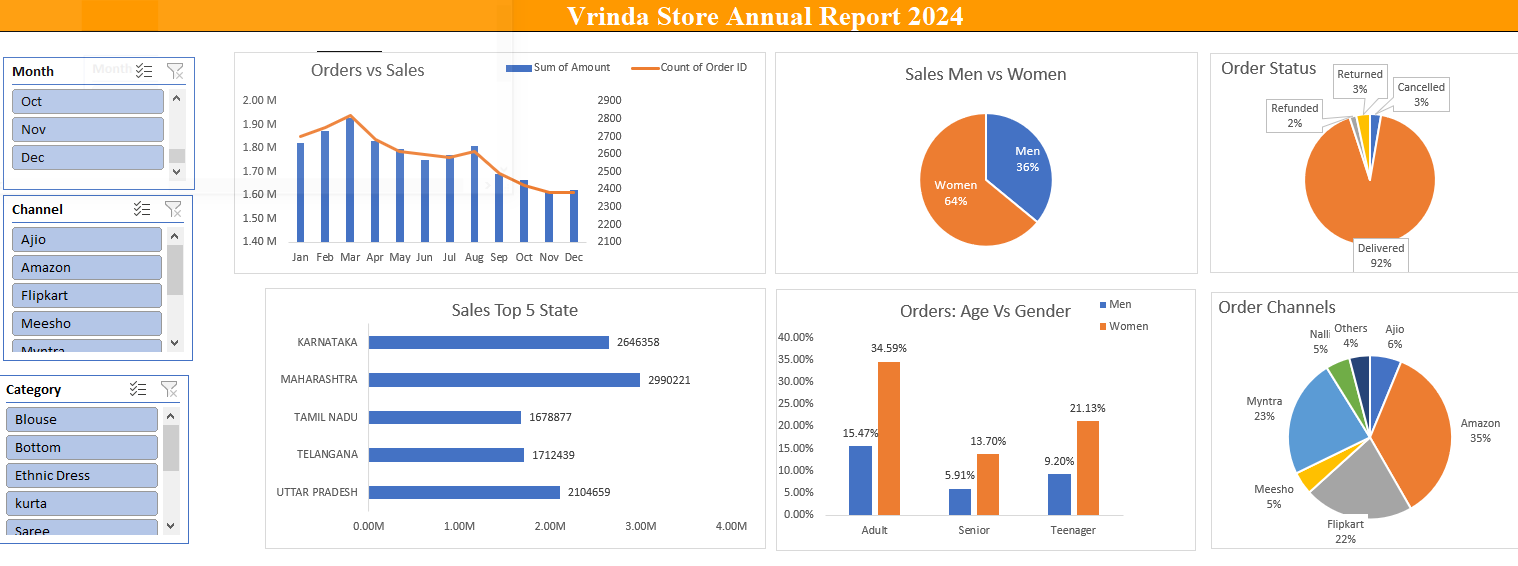 Vrinda Store Annual Report 2024
Month
Month
Oct
Nov
Dec
Channel
Ajio
Amazon
Flipkart
Meesho
Myntra
Category
Blouse
Bottom
Ethnic Dress
kurta
Saree
Orders vs Sales
Sum of Amount
Count of Order ID
2.00 M
1.90 M
1.80 M
1.70 M
1.60 M
1.50 M
1.40 M
2900
2800
2700
2600
2500
2400
2300
2200
2100
Jan Feb Mar Apr May Jun Jul Aug Sep Oct Nov Dec
Sales Men vs Women
Men
36%
Women
64%
Order Status
Returned
3%
Cancelled
3%
Refunded
2%
Delivered
92%
Sales Top 5 State
KARNATAKA 2646358
MAHARASHTRA 2990221
TAMIL NADU 1678877
TELANGANA 1712439
UTTAR PRADESH 2104659
0.00M 1.00M 2.00M 3.00M 4.00M
Orders: Age Vs Gender
Men
Women
40.00%
35.00%
30.00%
25.00%
20.00%
15.00%
10.00%
5.00%
0.00%
15.47%
34.59%
5.91%
13.70%
9.20%
21.13%
Adult Senior Teenager
Order Channels
Nalli
5%
Others
4%
Ajio
6%
Myntra
23%
Amazon
35%
Meesho
5%
Flipkart
22%